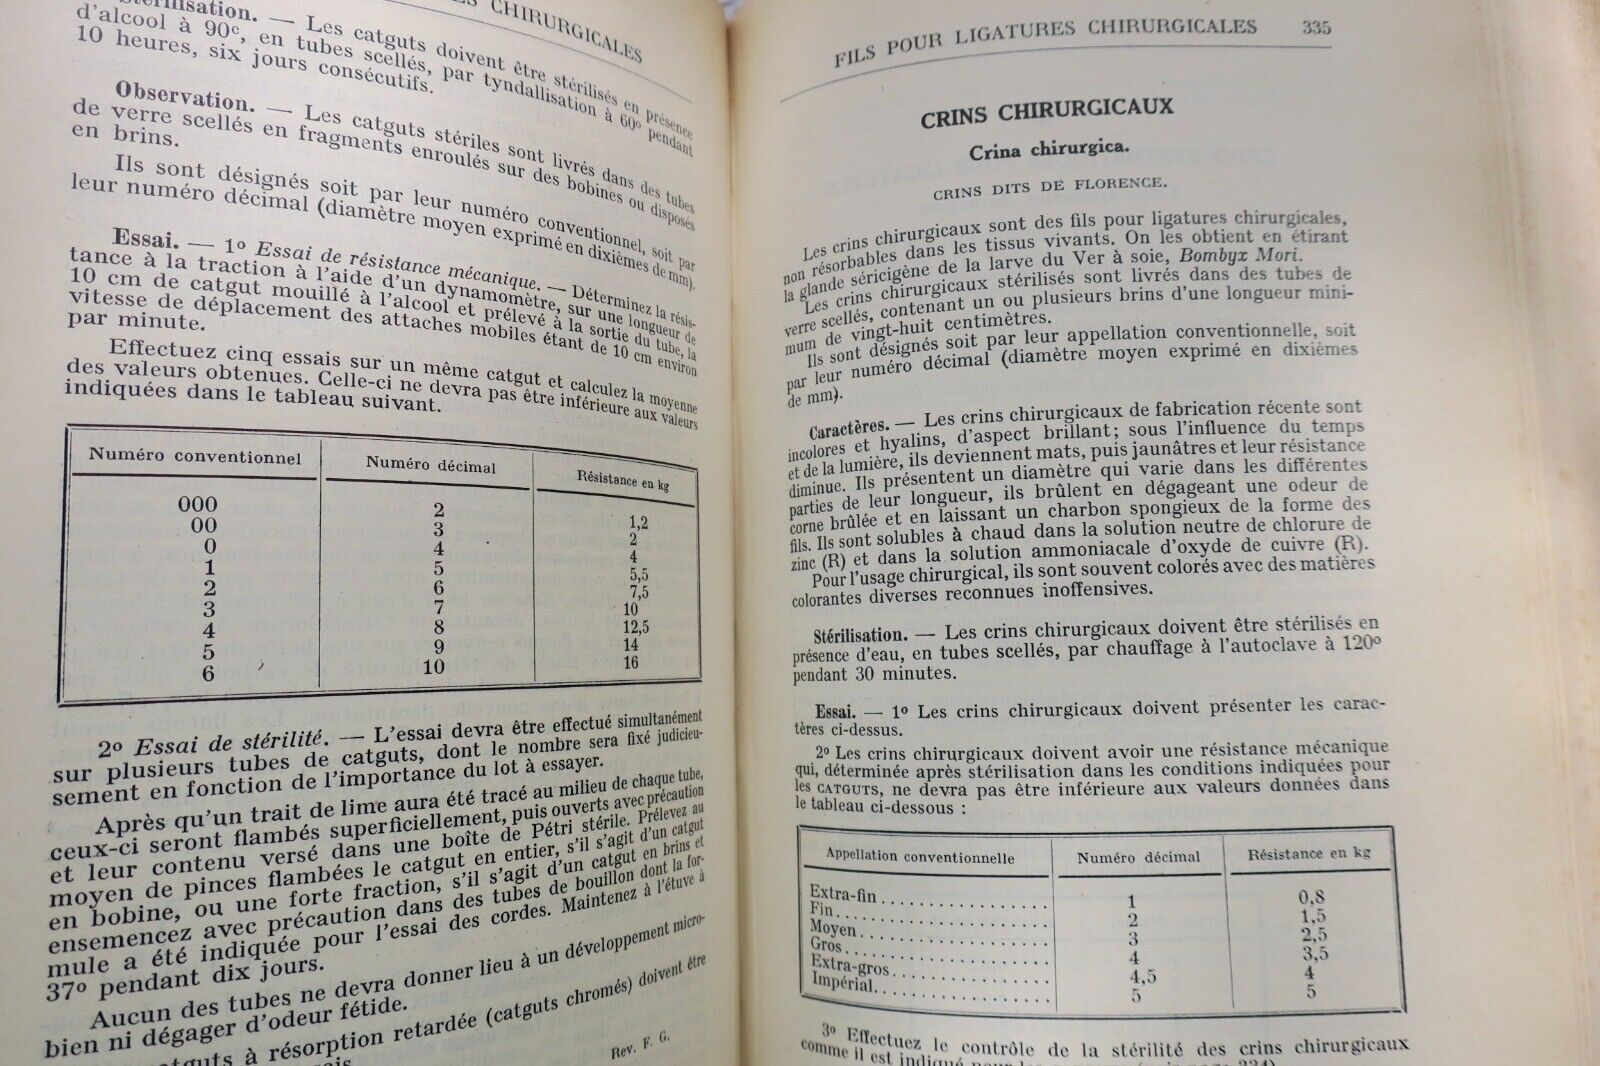 CHIRURGICALES
Stérilisation. — Les catguts doivent être stérilisés en présence
d'alcool à 90c, en tubes scellés, par tyndallisation à 60o pendant
10 heures, six jours consécutifs.
Observation. — Les catguts stériles sont livrés dans des tubes
de verre scellés en fragments enroulés sur des bobines ou disposés
en brins.
Ils sont désignés soit par leur numéro conventionnel, soit par
leur numéro décimal (diamètre moyen exprimé en dixièmes de mm).
Essai. — 1o Essai de résistance mécanique. — Déterminez la résis-
tance à la traction à l'aide d'un dynamomètre, sur une longueur de
10 cm de catgut mouillé à l'alcool et prélevé à la sortie du tube, la
vitesse de déplacement des attaches mobiles étant de 10 cm environ
par minute.
Effectuez cinq essais sur un même catgut et calculez la moyenne
des valeurs obtenues. Celle-ci ne devra pas être inférieure aux valeurs
indiquées dans le tableau suivant.
Numéro conventionnel Numéro décimal Résistance en kg
000 2 1,2
00 3 2
0 4 4
1 5 5,5
2 6 7,5
3 7 10
4 8 12,5
5 9 14
6 10 16
2o Essai de stérilité. — L'essai devra être effectué simultanément
sur plusieurs tubes de catguts, dont le nombre sera fixé judicieu-
sement en fonction de l'importance du lot à essayer.
Après qu'un trait de lime aura été tracé au milieu de chaque tube,
ceux-ci seront flambés superficiellement, puis ouverts avec précaution
et leur contenu versé dans une boîte de Pétri stérile. Prélevez au
moyen de pinces flambées le catgut en entier, s'il s'agit d'un catgut
en bobine, ou une forte fraction, s'il s'agit d'un catgut en brins et
ensemencez avec précaution dans des tubes de bouillon dont la for-
mule a été indiquée pour l'essai des cordes. Maintenez à l'étuve à
37o pendant dix jours.
Aucun des tubes ne devra donner lieu à un développement micro-
bien ni dégager d'odeur fétide.
catguts à résorption retardée (catguts chromés) doivent être
Rev. F. G.
FILS POUR LIGATURES CHIRURGICALES 335
CRINS CHIRURGICAUX
Crina chirurgica.
CRINS DITS DE FLORENCE.
Les crins chirurgicaux sont des fils pour ligatures chirurgicales,
non résorbables dans les tissus vivants. On les obtient en étirant
la glande séricigène de la larve du Ver à soie, Bombyx Mori.
Les crins chirurgicaux stérilisés sont livrés dans des tubes de
verre scellés, contenant un ou plusieurs brins d'une longueur mini-
mum de vingt-huit centimètres.
Ils sont désignés soit par leur appellation conventionnelle, soit
par leur numéro décimal (diamètre moyen exprimé en dixièmes
de mm).
Caractères. — Les crins chirurgicaux de fabrication récente sont
incolores et hyalins, d'aspect brillant; sous l'influence du temps
et de la lumière, ils deviennent mats, puis jaunâtres et leur résistance
diminue. Ils présentent un diamètre qui varie dans les différentes
parties de leur longueur, ils brûlent en dégageant une odeur de
corne brûlée et en laissant un charbon spongieux de la forme des
fils. Ils sont solubles à chaud dans la solution neutre de chlorure de
zinc (R) et dans la solution ammoniacale d'oxyde de cuivre (R).
Pour l'usage chirurgical, ils sont souvent colorés avec des matières
colorantes diverses reconnues inoffensives.
Stérilisation. — Les crins chirurgicaux doivent être stérilisés en
présence d'eau, en tubes scellés, par chauffage à l'autoclave à 120o
pendant 30 minutes.
Essai. — 1o Les crins chirurgicaux doivent présenter les carac-
tères ci-dessus.
2o Les crins chirurgicaux doivent avoir une résistance mécanique
qui, déterminée après stérilisation dans les conditions indiquées pour
les CATGUTS, ne devra pas être inférieure aux valeurs données dans
le tableau ci-dessous :
Appellation conventionnelle Numéro décimal Résistance en kg
Extra-fin................ 1 0,8
Fin................ 2 1,5
Moyen................ 3 2,5
Gros................ 4 3,5
Extra-gros................ 4,5 4
Impérial................ 5 5
3o Effectuez le contrôle de la stérilité des crins chirurgicaux
comme il est indiqué